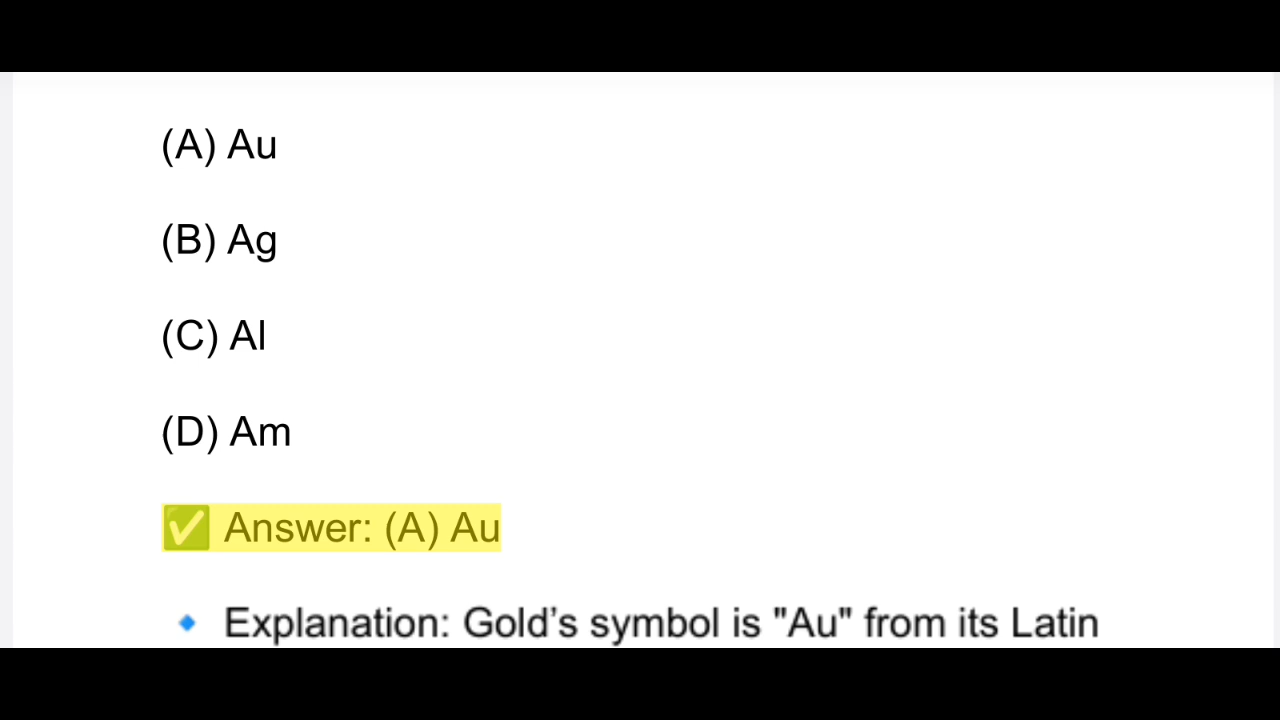 (A) Au
(B) Ag
(C) Al
(D) Am
✅ Answer: (A) Au
🔹 Explanation: Gold’s symbol is "Au" from its Latin